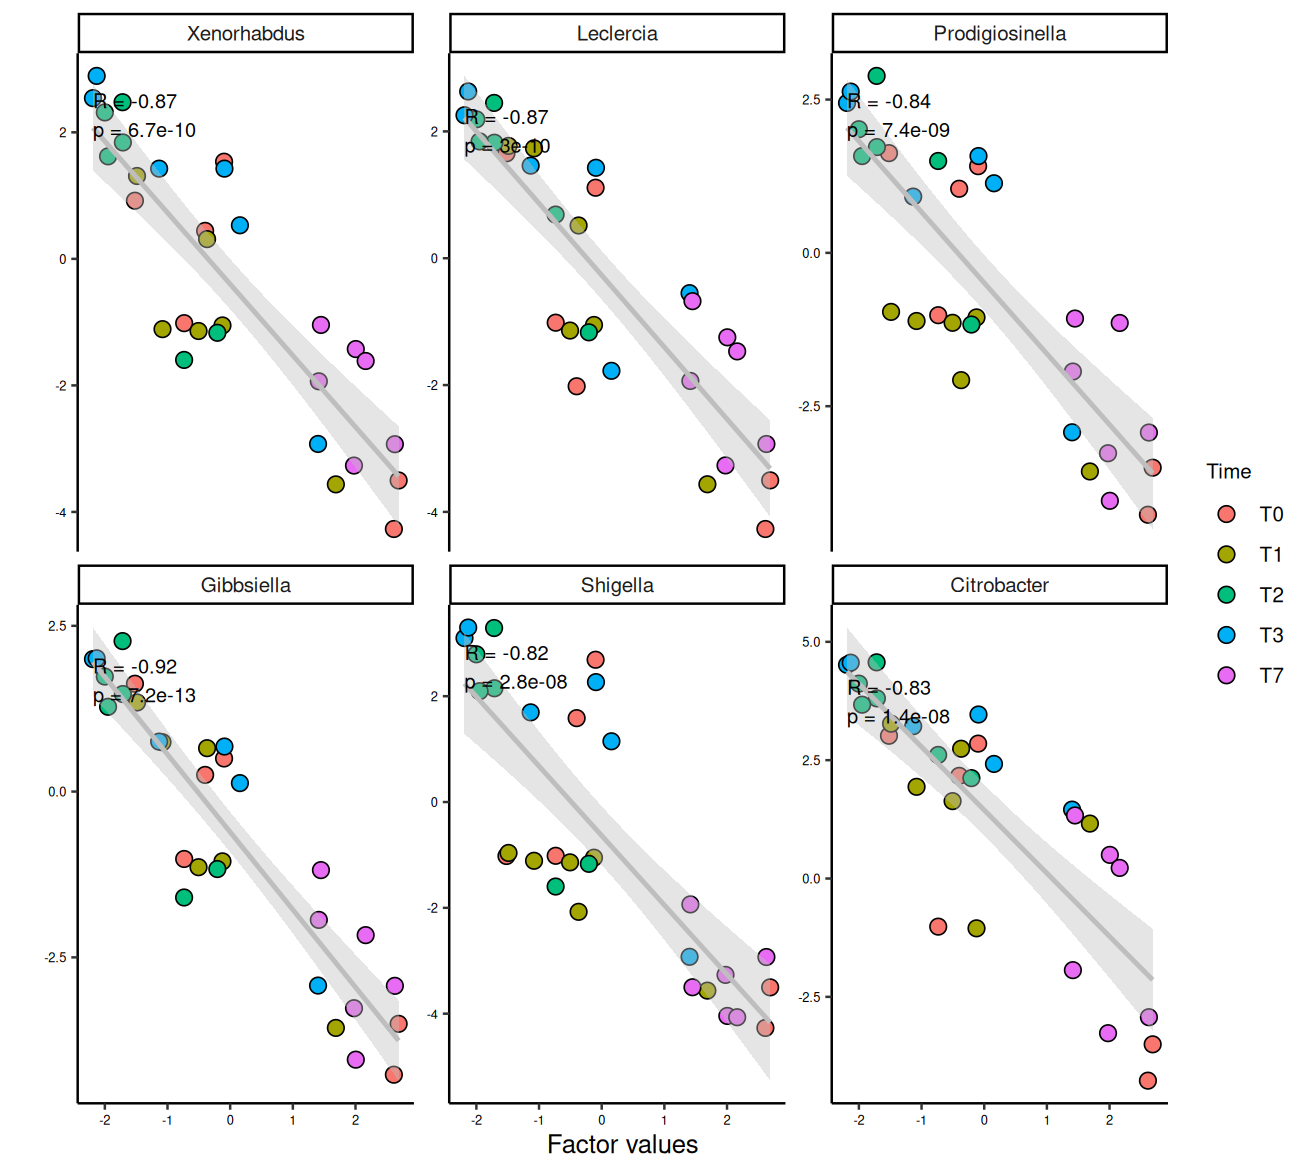 Xenorhabdus
Leclercia
Prodigiosinella
R = -0.87
p = 6.7e-10
2
0
-2
-4
R = -0.87
p = 3e-10
2
0
-2
-4
R = -0.84
p = 7.4e-09
2.5
0.0
-2.5
Gibbsiella
Shigella
Citrobacter
R = -0.92
p = 7.2e-13
2.5
0.0
-2.5
R = -0.82
p = 2.8e-08
2
0
-2
-4
R = -0.83
p = 1.4e-08
5.0
2.5
0.0
-2.5
-2 -1 0 1 2
-2 -1 0 1 2
-2 -1 0 1 2
Factor values
Time
T0
T1
T2
T3
T7